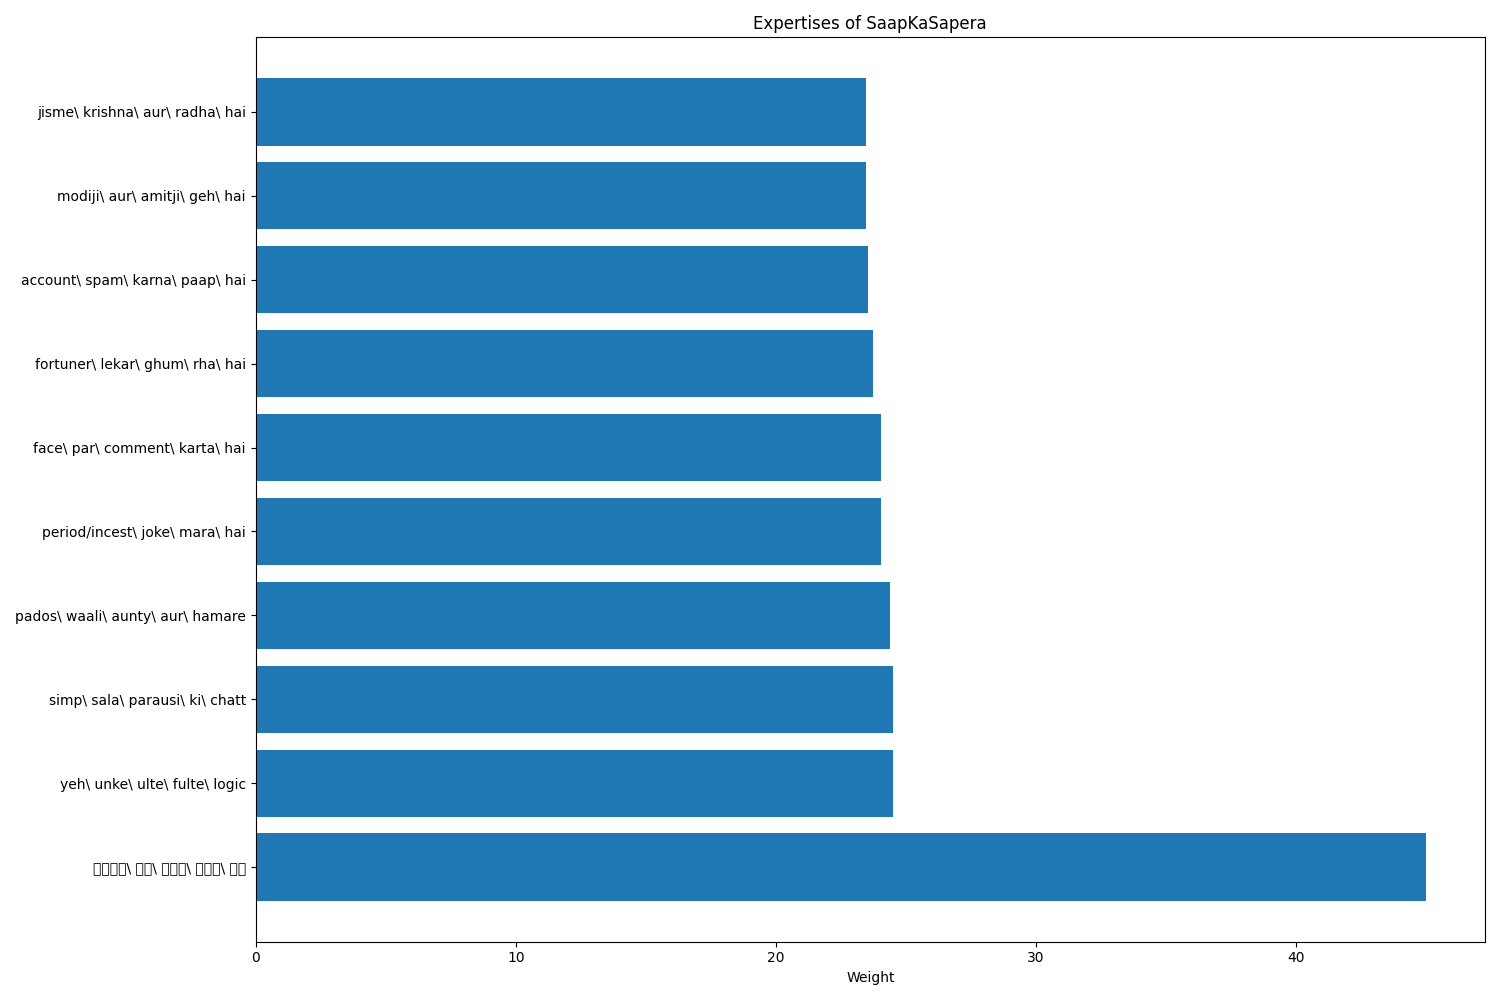 Expertises of SaapKaSapera
jisme\ krishna\ aur\ radha\ hai
modiji\ aur\ amitji\ geh\ hai
account\ spam\ karna\ paap\ hai
fortuner\ lekar\ ghum\ rha\ hai
face\ par\ comment\ karta\ hai
period/incest\ joke\ mara\ hai
pados\ waali\ aunty\ aur\ hamare
simp\ sala\ parausi\ ki\ chatt
yeh\ unke\ ulte\ fulte\ logic
0 10 20 30 40
Weight